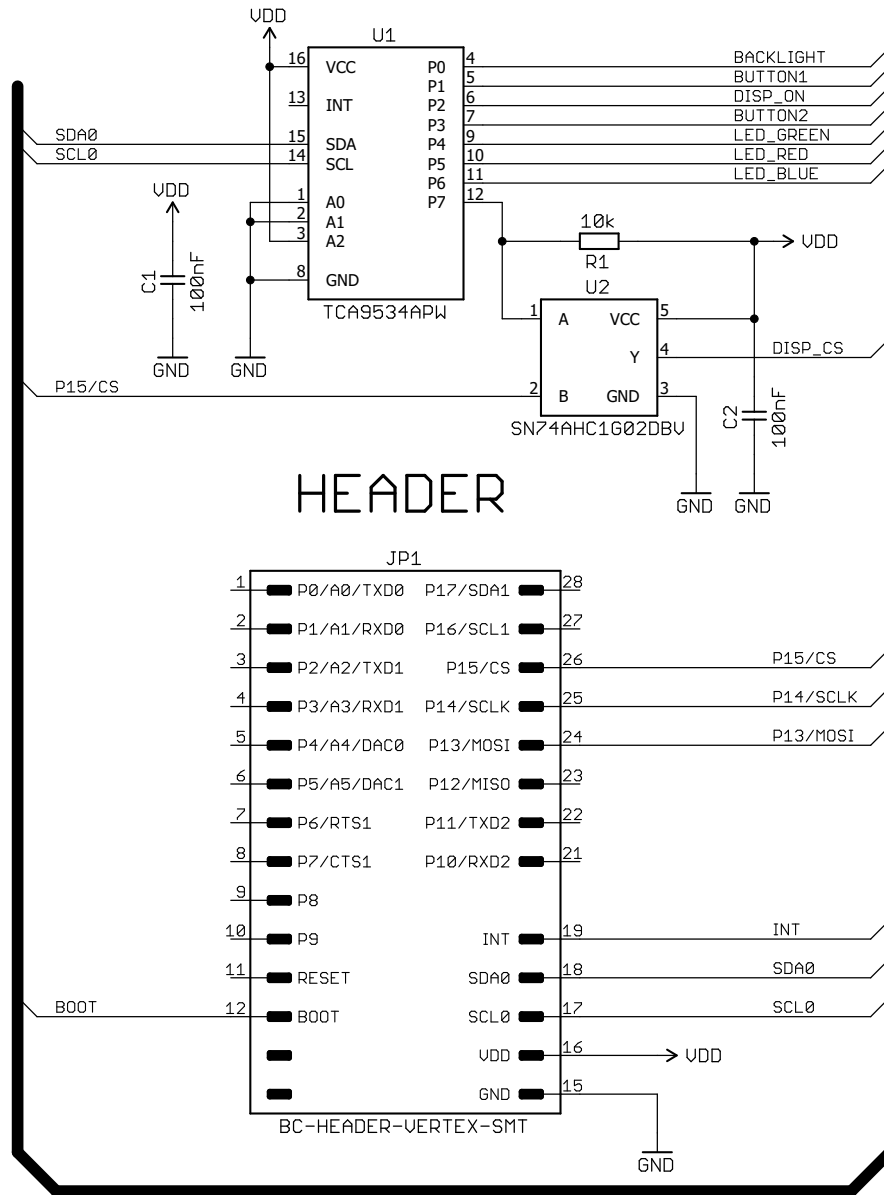 VDD
U1
16 VCC P0 4 BACKLIGHT
P1 5 BUTTON1
13 INT P2 6 DISP_ON
P3 7 BUTTON2
SDA0 15 SDA P4 9 LED_GREEN
SCL0 14 SCL P5 10 LED_RED
P6 11 LED_BLUE
VDD
1 A0 P7 12
2 A1
3 A2
10k
VDD
R1
8 GND
C1
100nF
TCA9534APW
U2
1 A VCC 5
Y 4 DISP_CS
GND
GND
P15/CS 2 B GND 3
C2
100nF
SN74AHC1G02DBV
GND
GND
HEADER
JP1
1 P0/A0/TXD0 P17/SDA1 28
2 P1/A1/RXD0 P16/SCL1 27
3 P2/A2/TXD1 P15/CS 26 P15/CS
4 P3/A3/RXD1 P14/SCLK 25 P14/SCLK
5 P4/A4/DAC0 P13/MOSI 24 P13/MOSI
6 P5/A5/DAC1 P12/MISO 23
7 P6/RTS1 P11/TXD2 22
8 P7/CTS1 P10/RXD2 21
9 P8
10 P9 INT 19 INT
11 RESET SDA0 18 SDA0
BOOT 12 BOOT SCL0 17 SCL0
VDD 16 VDD
GND 15
BC-HEADER-VERTEX-SMT
GND